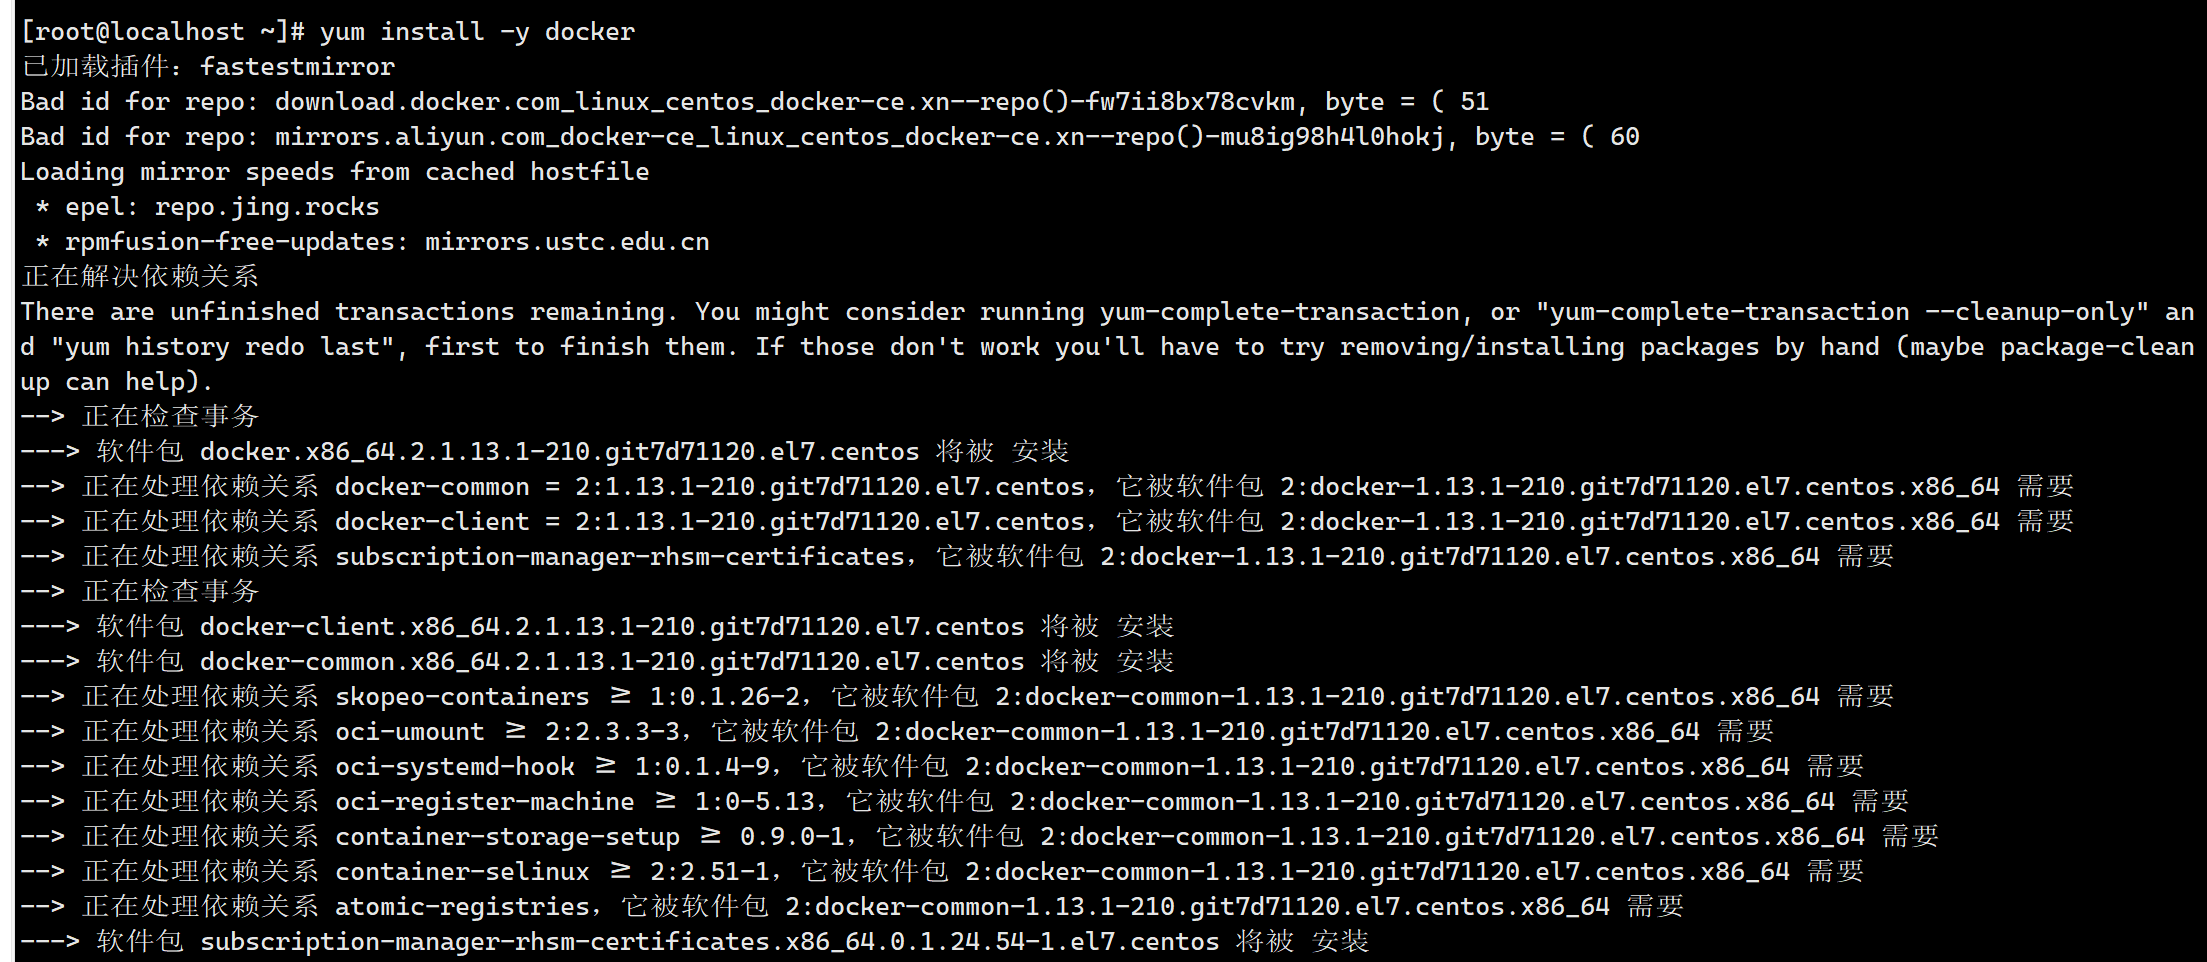 [root@localhost ~]# yum install -y docker
已加载插件：fastestmirror
Bad id for repo: download.docker.com_linux_centos_docker-ce.xn--repo()-fw7ii8bx78cvkm, byte = ( 51
Bad id for repo: mirrors.aliyun.com_docker-ce_linux_centos_docker-ce.xn--repo()-mu8ig98h4l0hokj, byte = ( 60
Loading mirror speeds from cached hostfile
 * epel: repo.jing.rocks
 * rpmfusion-free-updates: mirrors.ustc.edu.cn
正在解决依赖关系
There are unfinished transactions remaining. You might consider running yum-complete-transaction, or "yum-complete-transaction --cleanup-only" an
d "yum history redo last", first to finish them. If those don't work you'll have to try removing/installing packages by hand (maybe package-clean
up can help).
--> 正在检查事务
---> 软件包 docker.x86_64.2.1.13.1-210.git7d71120.el7.centos 将被 安装
--> 正在处理依赖关系 docker-common = 2:1.13.1-210.git7d71120.el7.centos，它被软件包 2:docker-1.13.1-210.git7d71120.el7.centos.x86_64 需要
--> 正在处理依赖关系 docker-client = 2:1.13.1-210.git7d71120.el7.centos，它被软件包 2:docker-1.13.1-210.git7d71120.el7.centos.x86_64 需要
--> 正在处理依赖关系 subscription-manager-rhsm-certificates，它被软件包 2:docker-1.13.1-210.git7d71120.el7.centos.x86_64 需要
--> 正在检查事务
---> 软件包 docker-client.x86_64.2.1.13.1-210.git7d71120.el7.centos 将被 安装
---> 软件包 docker-common.x86_64.2.1.13.1-210.git7d71120.el7.centos 将被 安装
--> 正在处理依赖关系 skopeo-containers ≥ 1:0.1.26-2，它被软件包 2:docker-common-1.13.1-210.git7d71120.el7.centos.x86_64 需要
--> 正在处理依赖关系 oci-umount ≥ 2:2.3.3-3，它被软件包 2:docker-common-1.13.1-210.git7d71120.el7.centos.x86_64 需要
--> 正在处理依赖关系 oci-systemd-hook ≥ 1:0.1.4-9，它被软件包 2:docker-common-1.13.1-210.git7d71120.el7.centos.x86_64 需要
--> 正在处理依赖关系 oci-register-machine ≥ 1:0-5.13，它被软件包 2:docker-common-1.13.1-210.git7d71120.el7.centos.x86_64 需要
--> 正在处理依赖关系 container-storage-setup ≥ 0.9.0-1，它被软件包 2:docker-common-1.13.1-210.git7d71120.el7.centos.x86_64 需要
--> 正在处理依赖关系 container-selinux ≥ 2:2.51-1，它被软件包 2:docker-common-1.13.1-210.git7d71120.el7.centos.x86_64 需要
--> 正在处理依赖关系 atomic-registries，它被软件包 2:docker-common-1.13.1-210.git7d71120.el7.centos.x86_64 需要
---> 软件包 subscription-manager-rhsm-certificates.x86_64.0.1.24.54-1.el7.centos 将被 安装